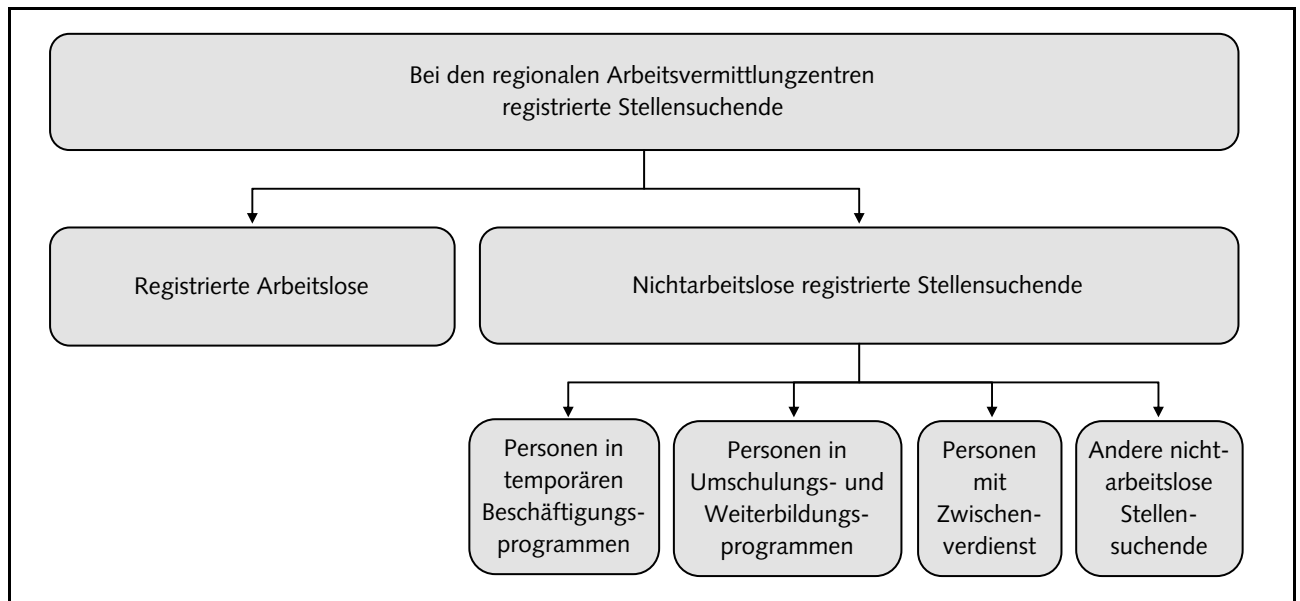 Bei den regionalen Arbeitsvermittlungzentren
registrierte Stellensuchende
Registrierte Arbeitslose
Nichtarbeitslose registrierte Stellensuchende
Personen in
temporären
Beschäftigungs-
programmen
Personen in
Umschulungs- und
Weiterbildungs-
programmen
Personen
mit
Zwischen-
verdienst
Andere nicht-
arbeitslose
Stellen-
suchende